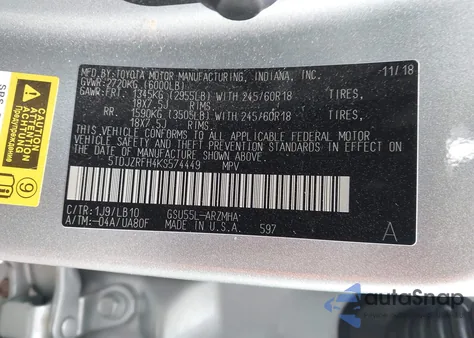 MFD. BY: TOYOTA MOTOR MANUFACTURING, INDIANA, INC. 11/18
GVWR: 2720KG (6000LB)
GAWR:FRT. 1345KG (2955LB) WITH 245/60R18 TIRES,
18X7.5J RIMS,
RR. 1590KG (3505LB) WITH 245/60R18 TIRES,
18X7.5J RIMS,
THIS VEHICLE CONFORMS TO ALL APPLICABLE FEDERAL MOTOR
VEHICLE SAFETY STANDARDS IN EFFECT ON THE DATE OF
MANUFACTURE SHOWN ABOVE.
5TDJZRFH4KS574449 MPV
C/TR: 1J9/LB10 GSU55L-ARZMHA
A/TM:-04A/UA80F MADE IN U.S.A. 597 A
SRS
CAUTION
ACHTUNG
9
autoSnap